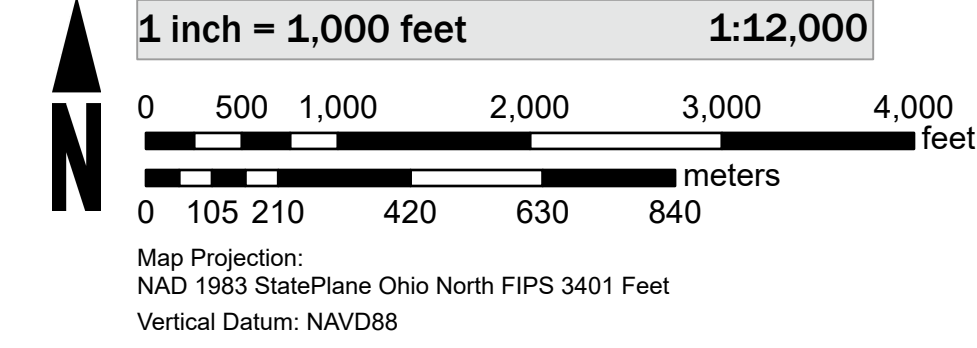 1 inch = 1,000 feet 1:12,000
0 500 1,000 2,000 3,000 4,000
feet
meters
0 105 210 420 630 840
N
Map Projection:
NAD 1983 StatePlane Ohio North FIPS 3401 Feet
Vertical Datum: NAVD88